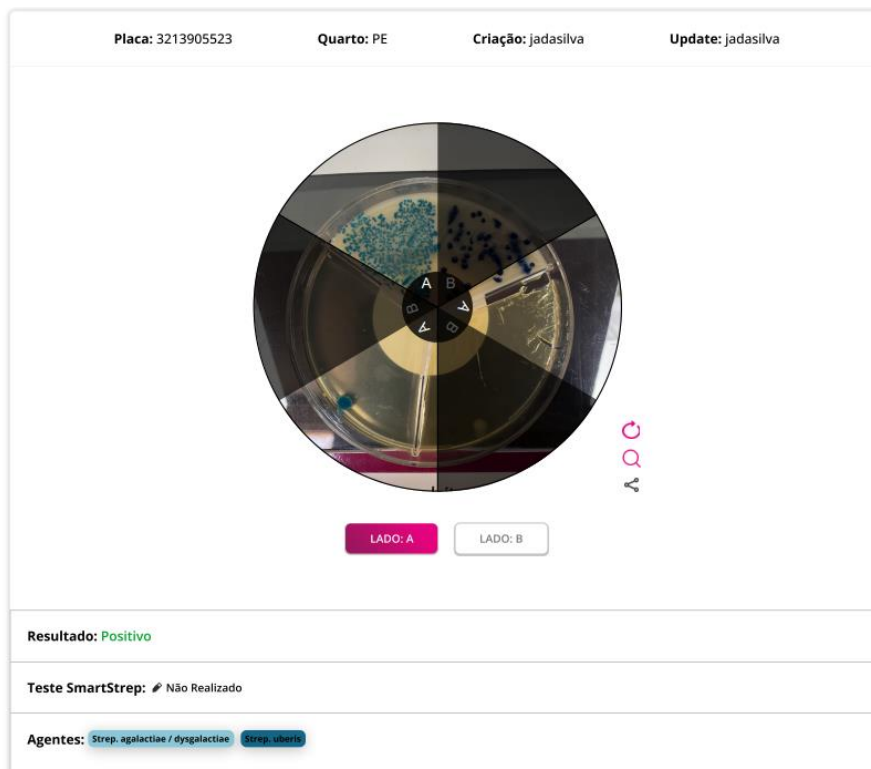 Placa: 3213905523 Quarto: PE Criação: jadasilva Update: jadasilva
A B
B A
A B
LADO: A LADO: B
Resultado: Positivo
Teste SmartStrep: Não Realizado
Agentes: Strep. agalactiae / dysgalactiae Strep. uberis